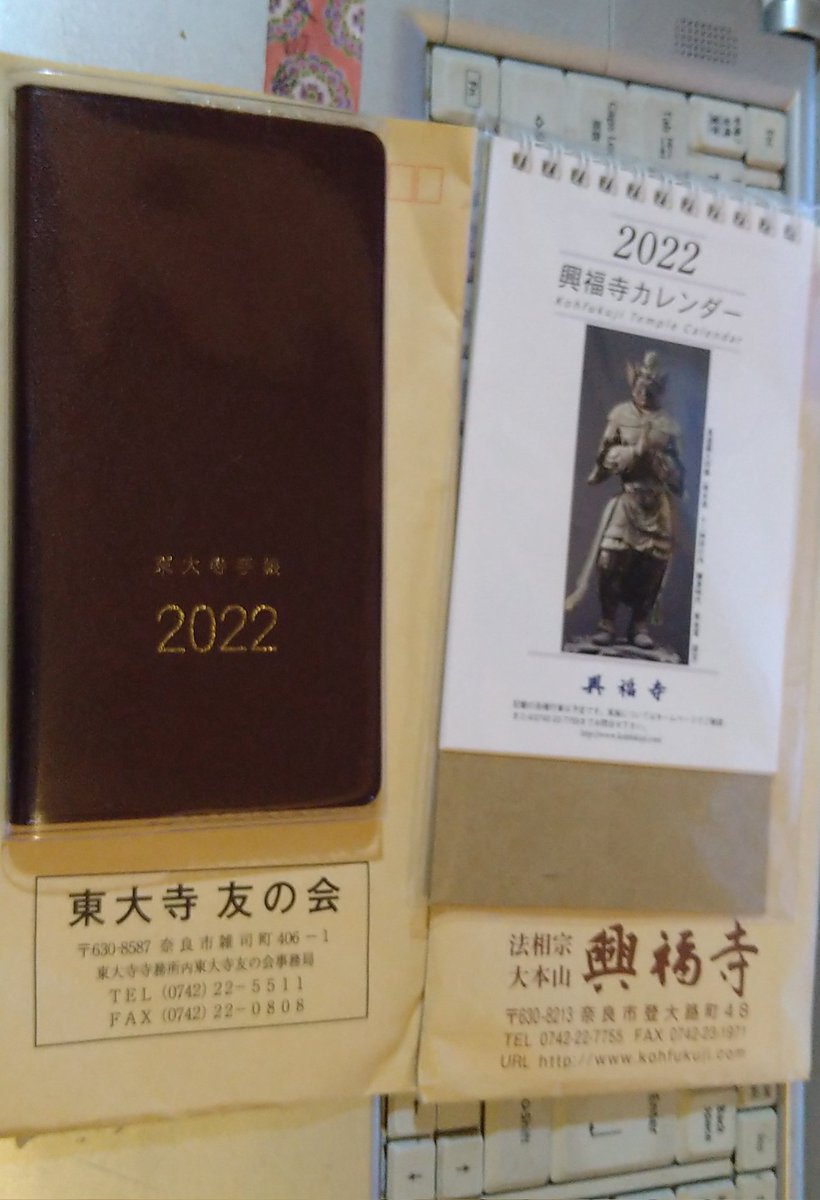 東大寺手帳
2022
東大寺 友の会
〒630-8587 奈良市雑司町406-1
東大寺寺務所内東大寺友の会事務局
TEL (0742) 22-5511
FAX (0742) 22-0808
2022
興福寺カレンダー
Kohfukuji Temple Calendar
興福寺
法相宗
大本山
興福寺
〒630-8213 奈良市登大路町48
TEL 0742-22-7755 FAX 0742-23-1971
URL http://www.kohfukuji.com
Enter
Back
Space